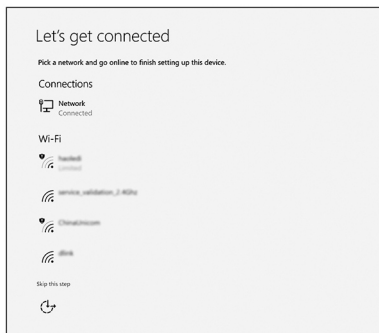 Let's get connected
Pick a network and go online to finish setting up this device.
Connections
Network
Connected
Wi-Fi
Limited
service_validation_2.4Ghz
ChinaUnicom
dlink
Skip this step